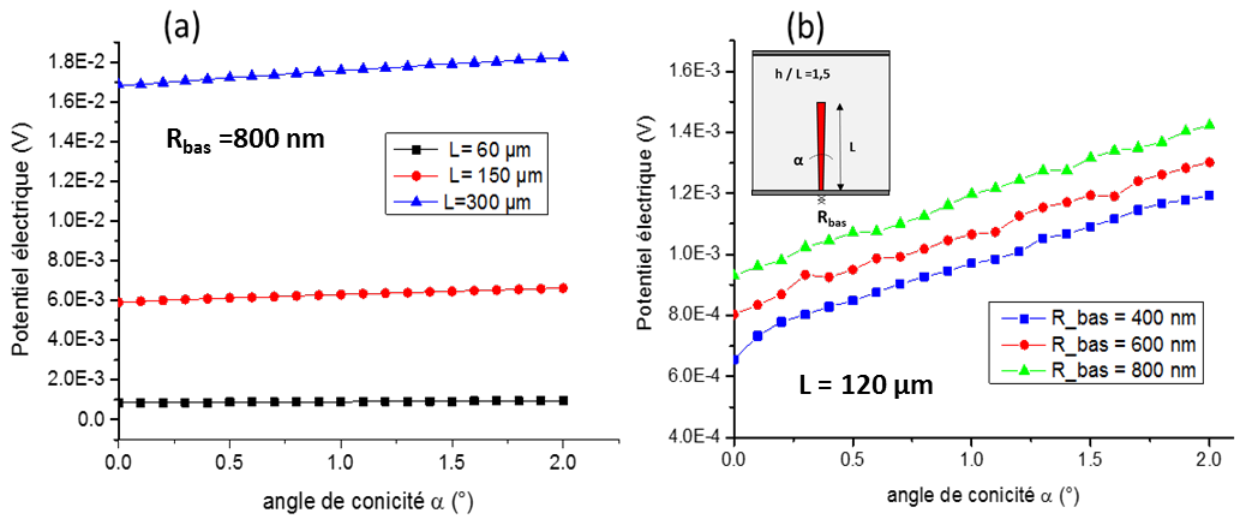 (a)
1.8E-2
1.6E-2
1.4E-2
1.2E-2
1.0E-2
8.0E-3
6.0E-3
4.0E-3
2.0E-3
0.0
Potentiel électrique (V)
R_bas =800 nm
L= 60 µm
L= 150 µm
L=300 µm
0.0 0.5 1.0 1.5 2.0
angle de conicité α (°)
(b)
1.6E-3
1.4E-3
1.2E-3
1.0E-3
8.0E-4
6.0E-4
4.0E-4
Potentiel électrique (V)
h / L =1,5
α
L
R_bas
R_bas = 400 nm
R_bas = 600 nm
R_bas = 800 nm
L = 120 µm
0.0 0.5 1.0 1.5 2.0
angle de conicité α (°)